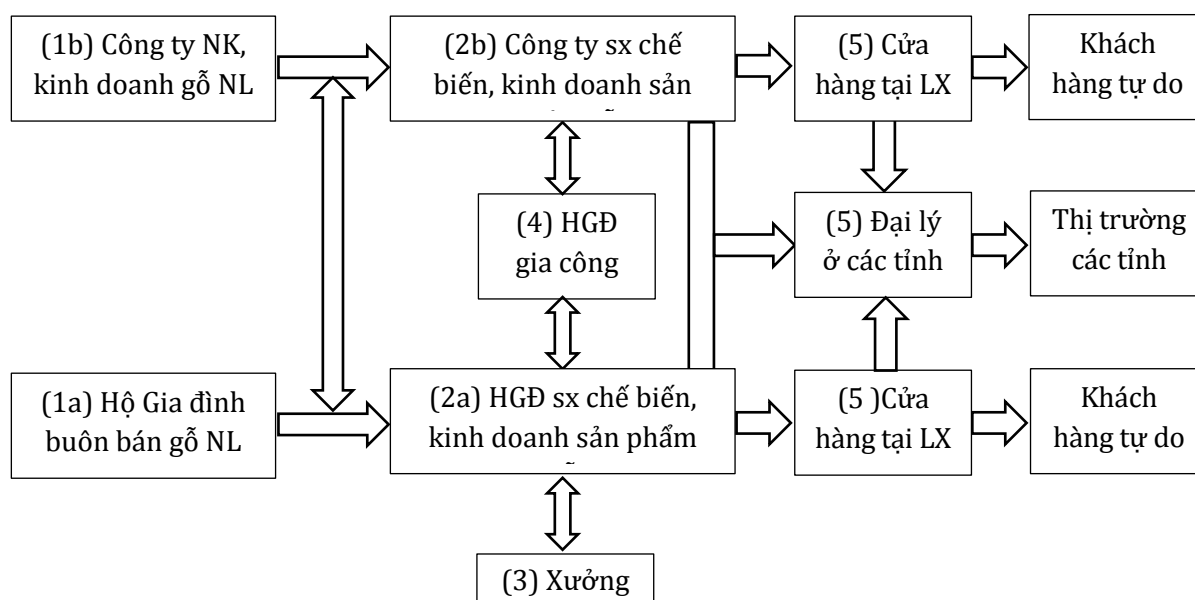 (1b) Công ty NK,
kinh doanh gỗ NL
(2b) Công ty sx chế
biến, kinh doanh sản
(5) Cửa
hàng tại LX
Khách
hàng tự do
(4) HGĐ
gia công
(5) Đại lý
ở các tỉnh
Thị trường
các tỉnh
(1a) Hộ Gia đình
buôn bán gỗ NL
(2a) HGĐ sx chế biến,
kinh doanh sản phẩm
(5 )Cửa
hàng tại LX
Khách
hàng tự do
(3) Xưởng